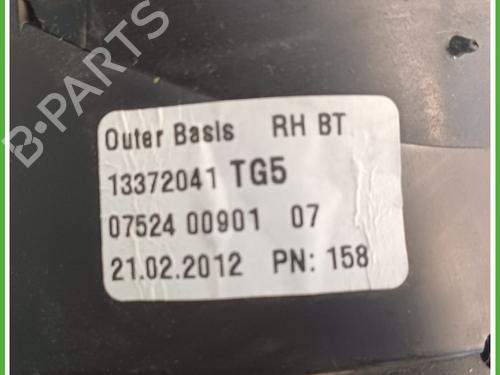 Outer Basis RH BT
13372041 TG5
07524 00901 07
21.02.2012 PN: 158
B-PARTS